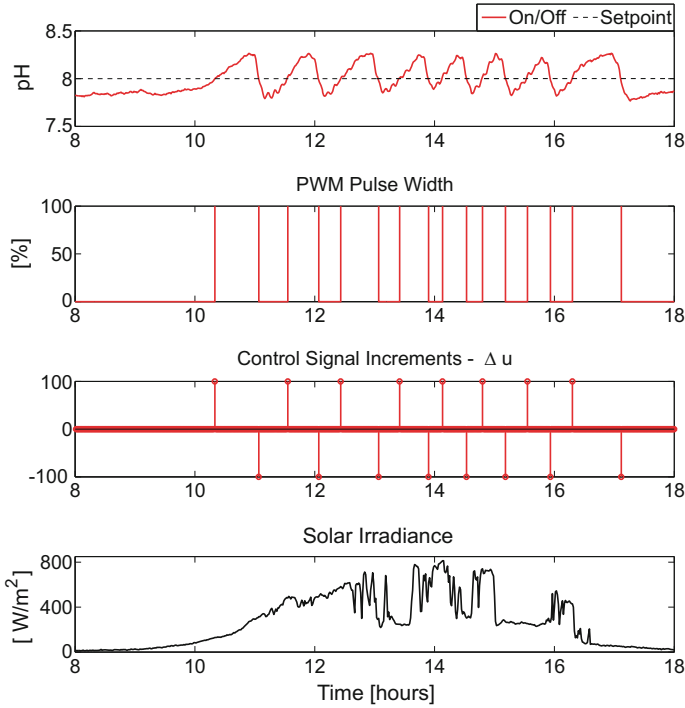 On/Off
Setpoint
8.5
8
7.5
pH
8 10 12 14 16 18
PWM Pulse Width
100
50
0
[%]
8 10 12 14 16 18
Control Signal Increments - Δ u
100
0
-100
8 10 12 14 16 18
Solar Irradiance
800
400
0
[ W/m²]
8 10 12 14 16 18
Time [hours]